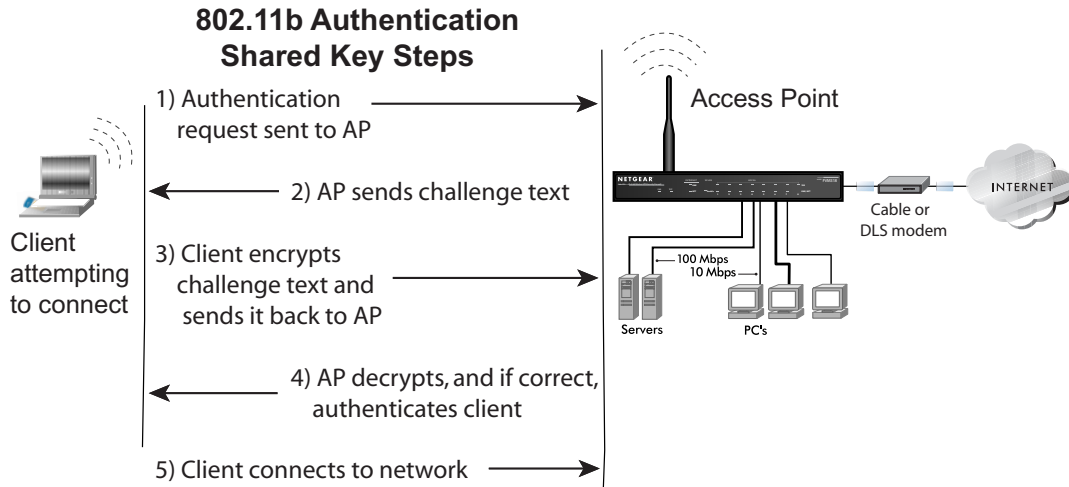 802.11b Authentication
Shared Key Steps
1) Authentication
request sent to AP
2) AP sends challenge text
3) Client encrypts
challenge text and
sends it back to AP
4) AP decrypts, and if correct,
authenticates client
5) Client connects to network
Client
attempting
to connect
Access Point
NETGEAR
INTERNET
Cable or
DLS modem
100 Mbps
10 Mbps
Servers
PC's